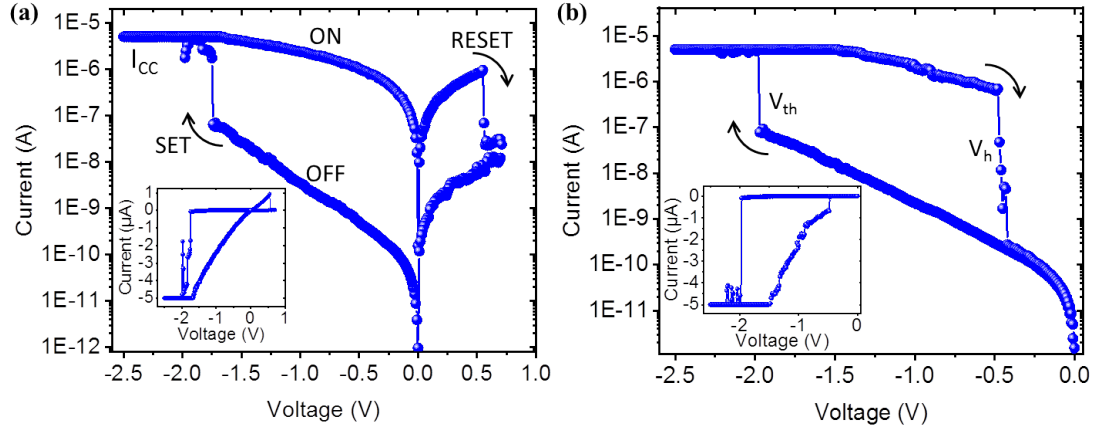 (a)
1E-5
1E-6
1E-7
1E-8
1E-9
1E-10
1E-11
1E-12
Current (A)
ICC
ON
RESET
SET
OFF
1
0
-1
-2
-3
-4
-5
Current (μA)
-2 -1 0 1
Voltage (V)
-2.5 -2.0 -1.5 -1.0 -0.5 0.0 0.5 1.0
Voltage (V)
(b)
1E-4
1E-5
1E-6
1E-7
1E-8
1E-9
1E-10
1E-11
Current (A)
Vth
Vh
1
0
-1
-2
-3
-4
-5
Current (μA)
-2 -1 0
Voltage (V)
-2.5 -2.0 -1.5 -1.0 -0.5 0.0
Voltage (V)